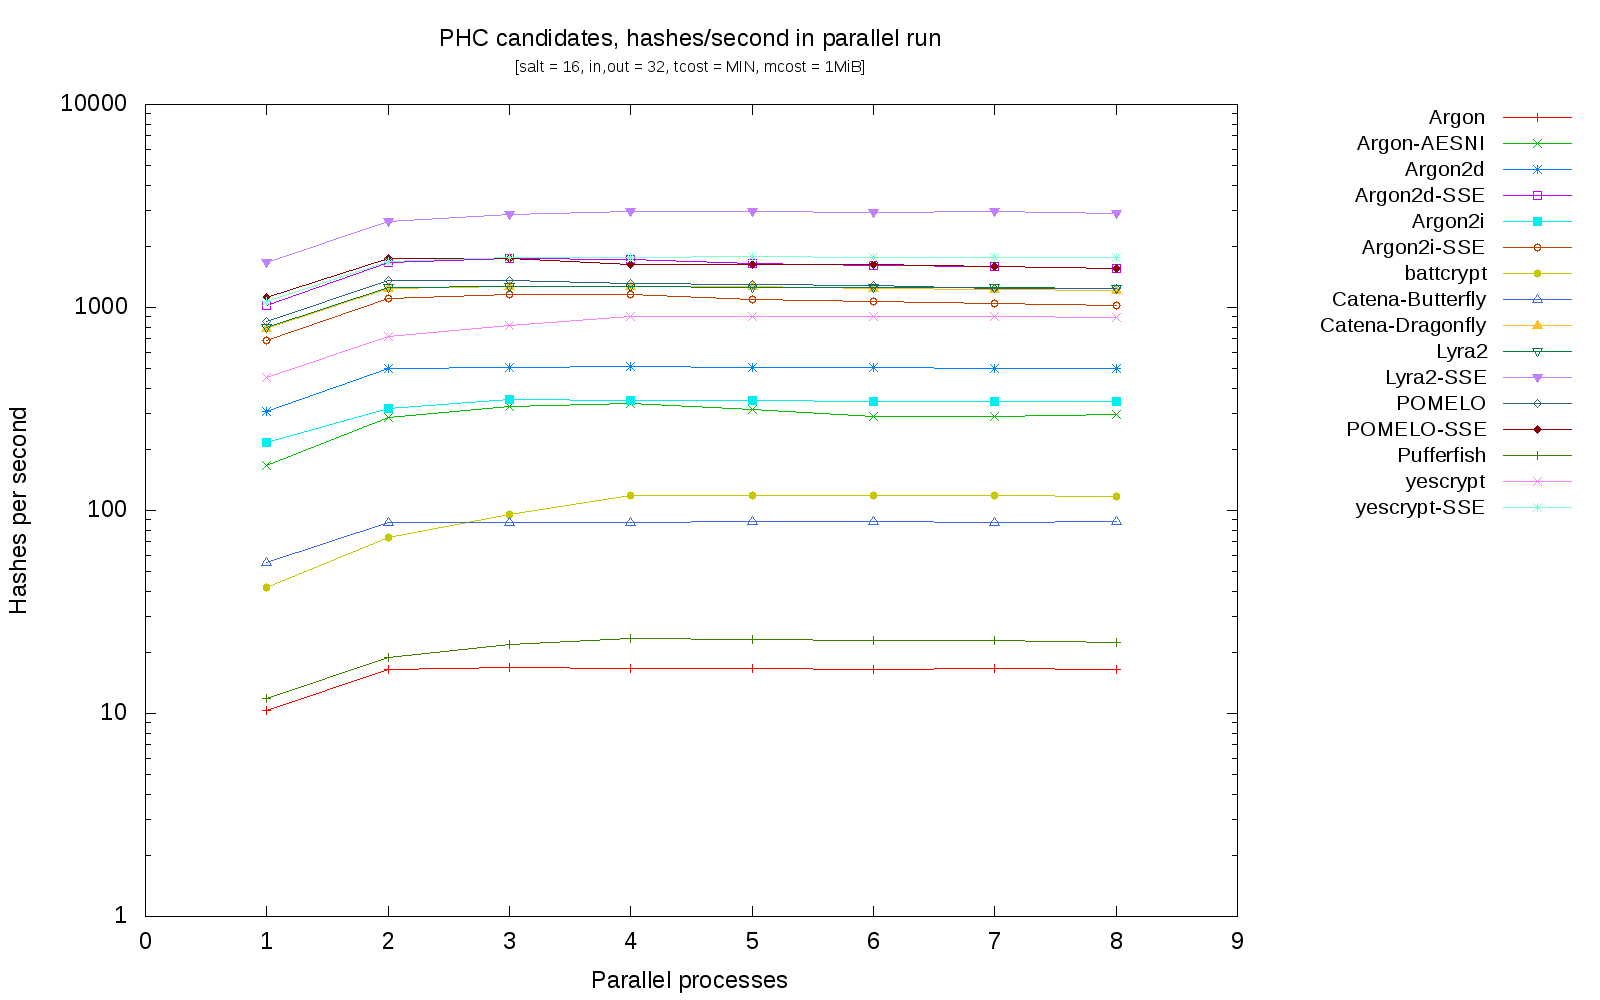 PHC candidates, hashes/second in parallel run
[salt = 16, in,out = 32, tcost = MIN, mcost = 1MiB]
10000
1000
100
10
1
Hashes per second
0 1 2 3 4 5 6 7 8 9
Parallel processes
Argon
Argon-AESNI
Argon2d
Argon2d-SSE
Argon2i
Argon2i-SSE
battcrypt
Catena-Butterfly
Catena-Dragonfly
Lyra2
Lyra2-SSE
POMELO
POMELO-SSE
Pufferfish
yescrypt
yescrypt-SSE